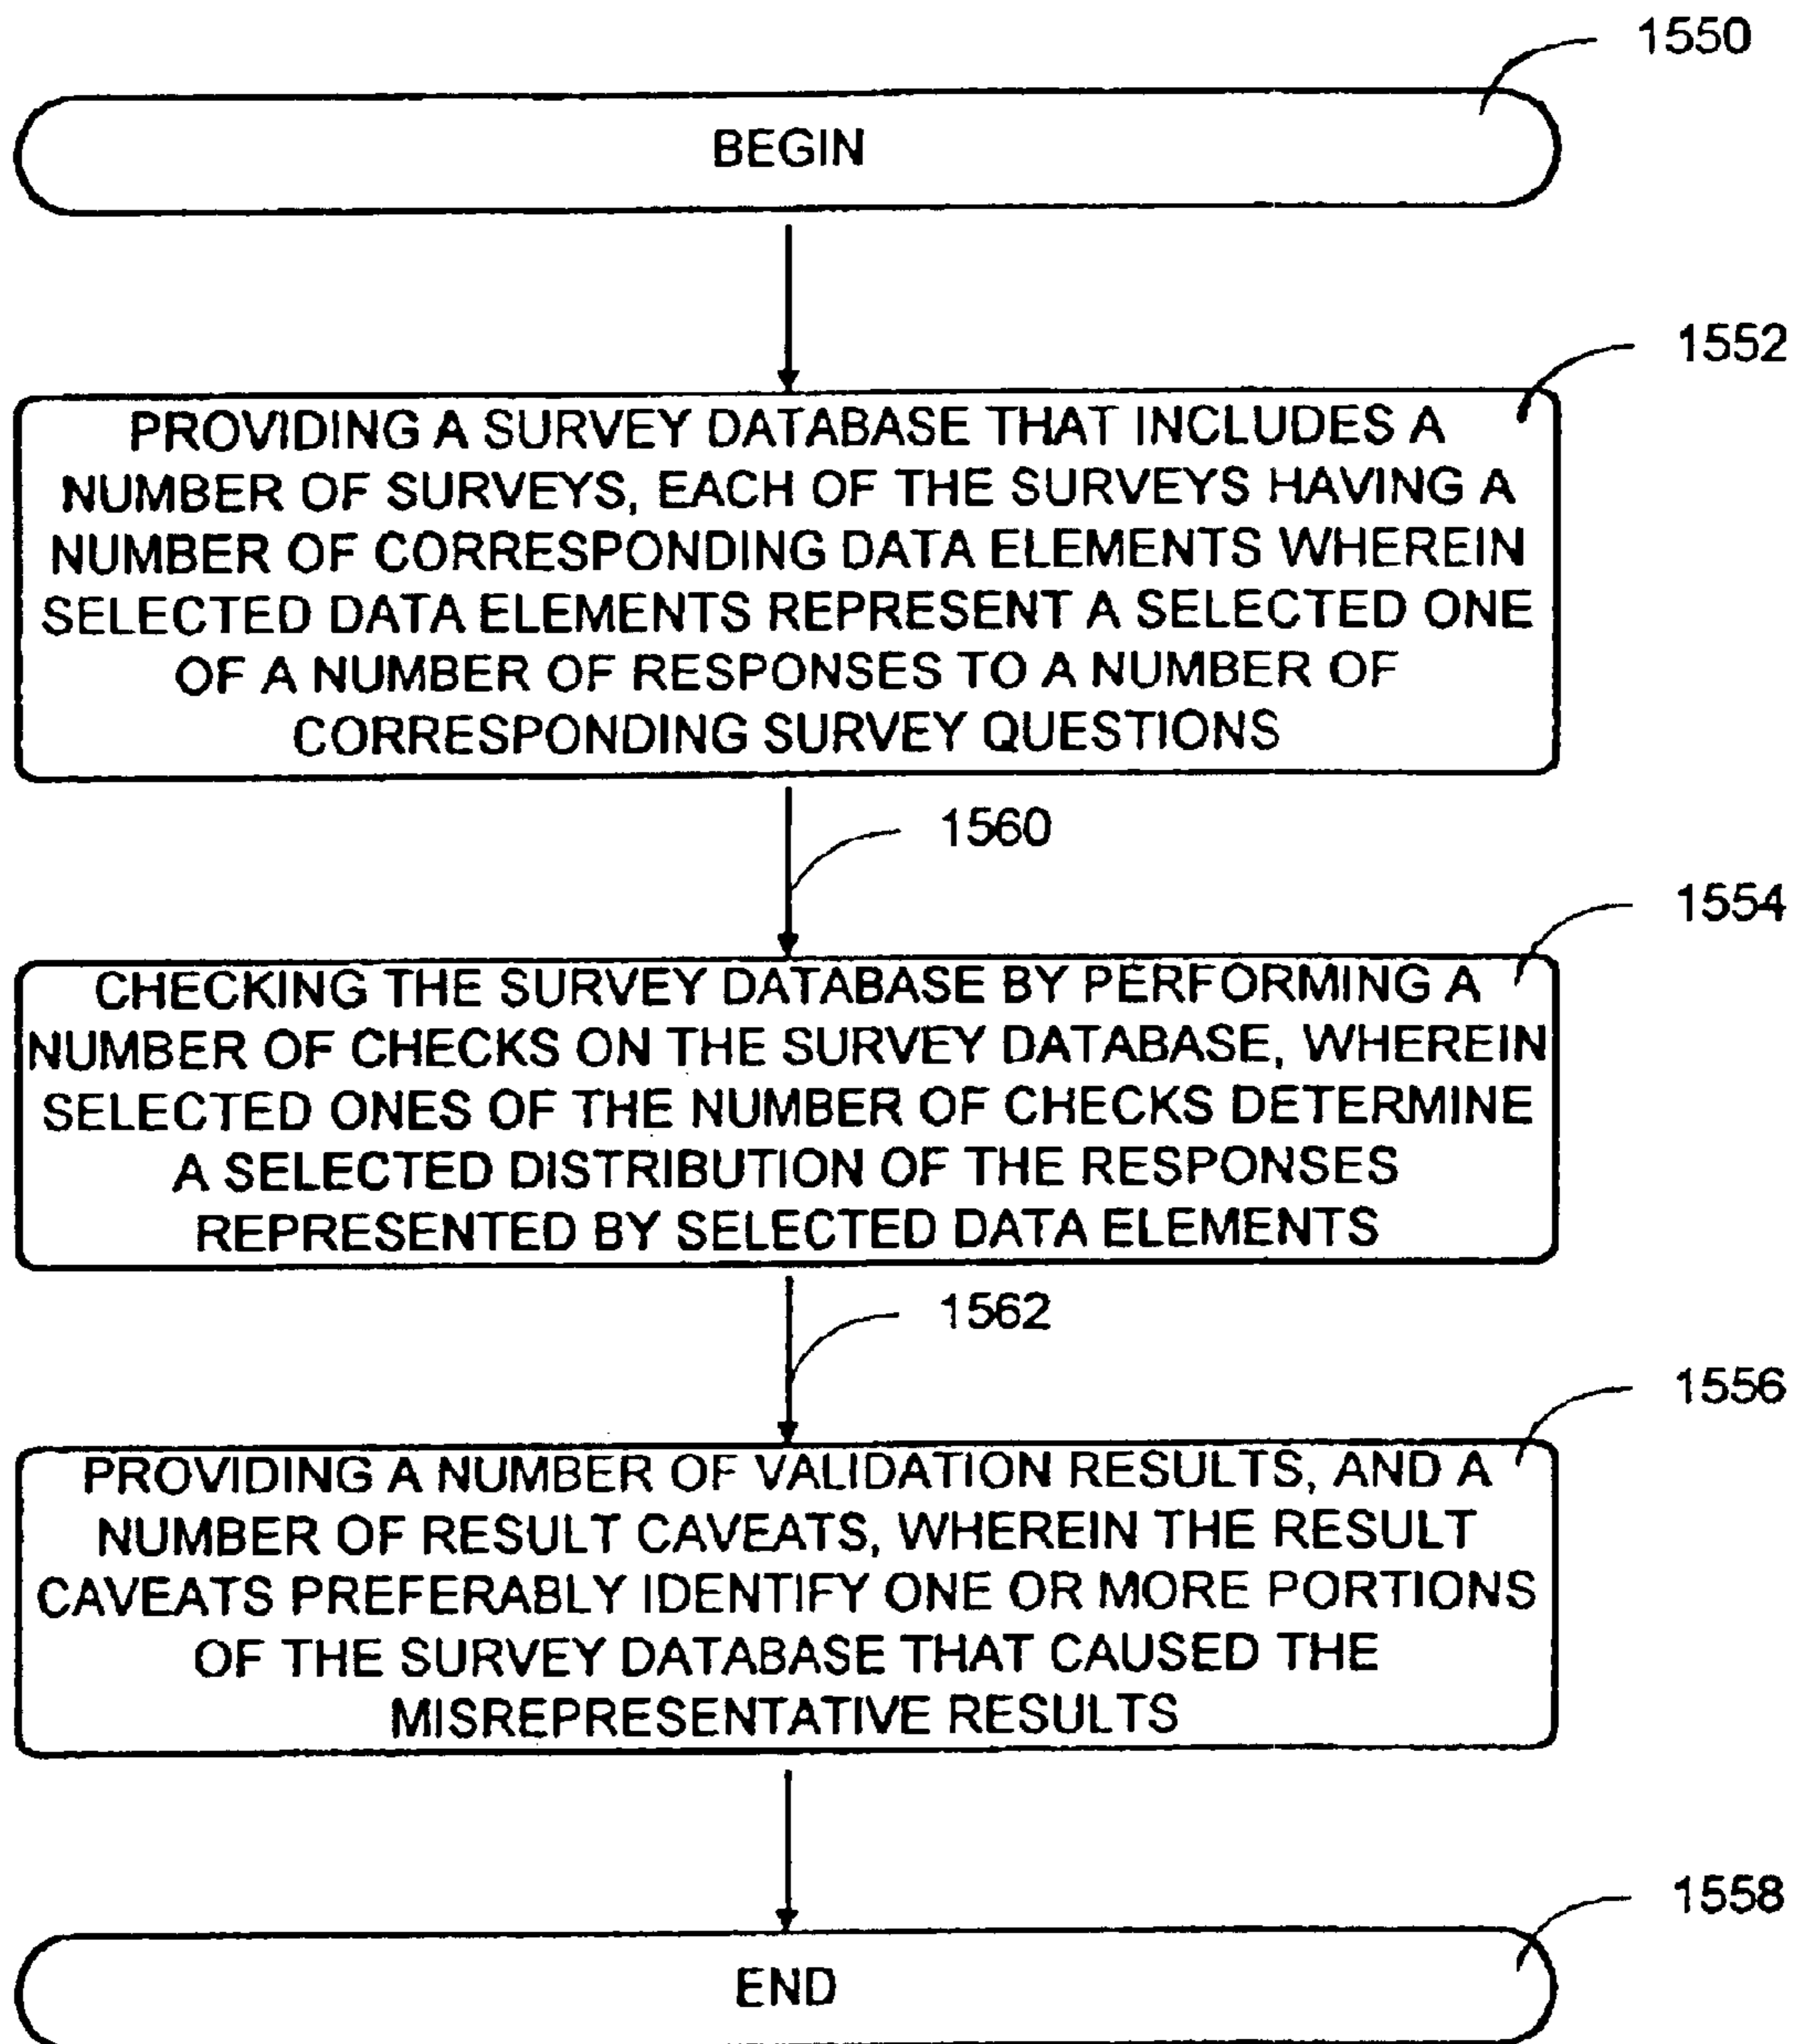 1550
BEGIN
1552
PROVIDING A SURVEY DATABASE THAT INCLUDES A
NUMBER OF SURVEYS, EACH OF THE SURVEYS HAVING A
NUMBER OF CORRESPONDING DATA ELEMENTS WHEREIN
SELECTED DATA ELEMENTS REPRESENT A SELECTED ONE
OF A NUMBER OF RESPONSES TO A NUMBER OF
CORRESPONDING SURVEY QUESTIONS
1560
1554
CHECKING THE SURVEY DATABASE BY PERFORMING A
NUMBER OF CHECKS ON THE SURVEY DATABASE, WHEREIN
SELECTED ONES OF THE NUMBER OF CHECKS DETERMINE
A SELECTED DISTRIBUTION OF THE RESPONSES
REPRESENTED BY SELECTED DATA ELEMENTS
1562
1556
PROVIDING A NUMBER OF VALIDATION RESULTS, AND A
NUMBER OF RESULT CAVEATS, WHEREIN THE RESULT
CAVEATS PREFERABLY IDENTIFY ONE OR MORE PORTIONS
OF THE SURVEY DATABASE THAT CAUSED THE
MISREPRESENTATIVE RESULTS
1558
END